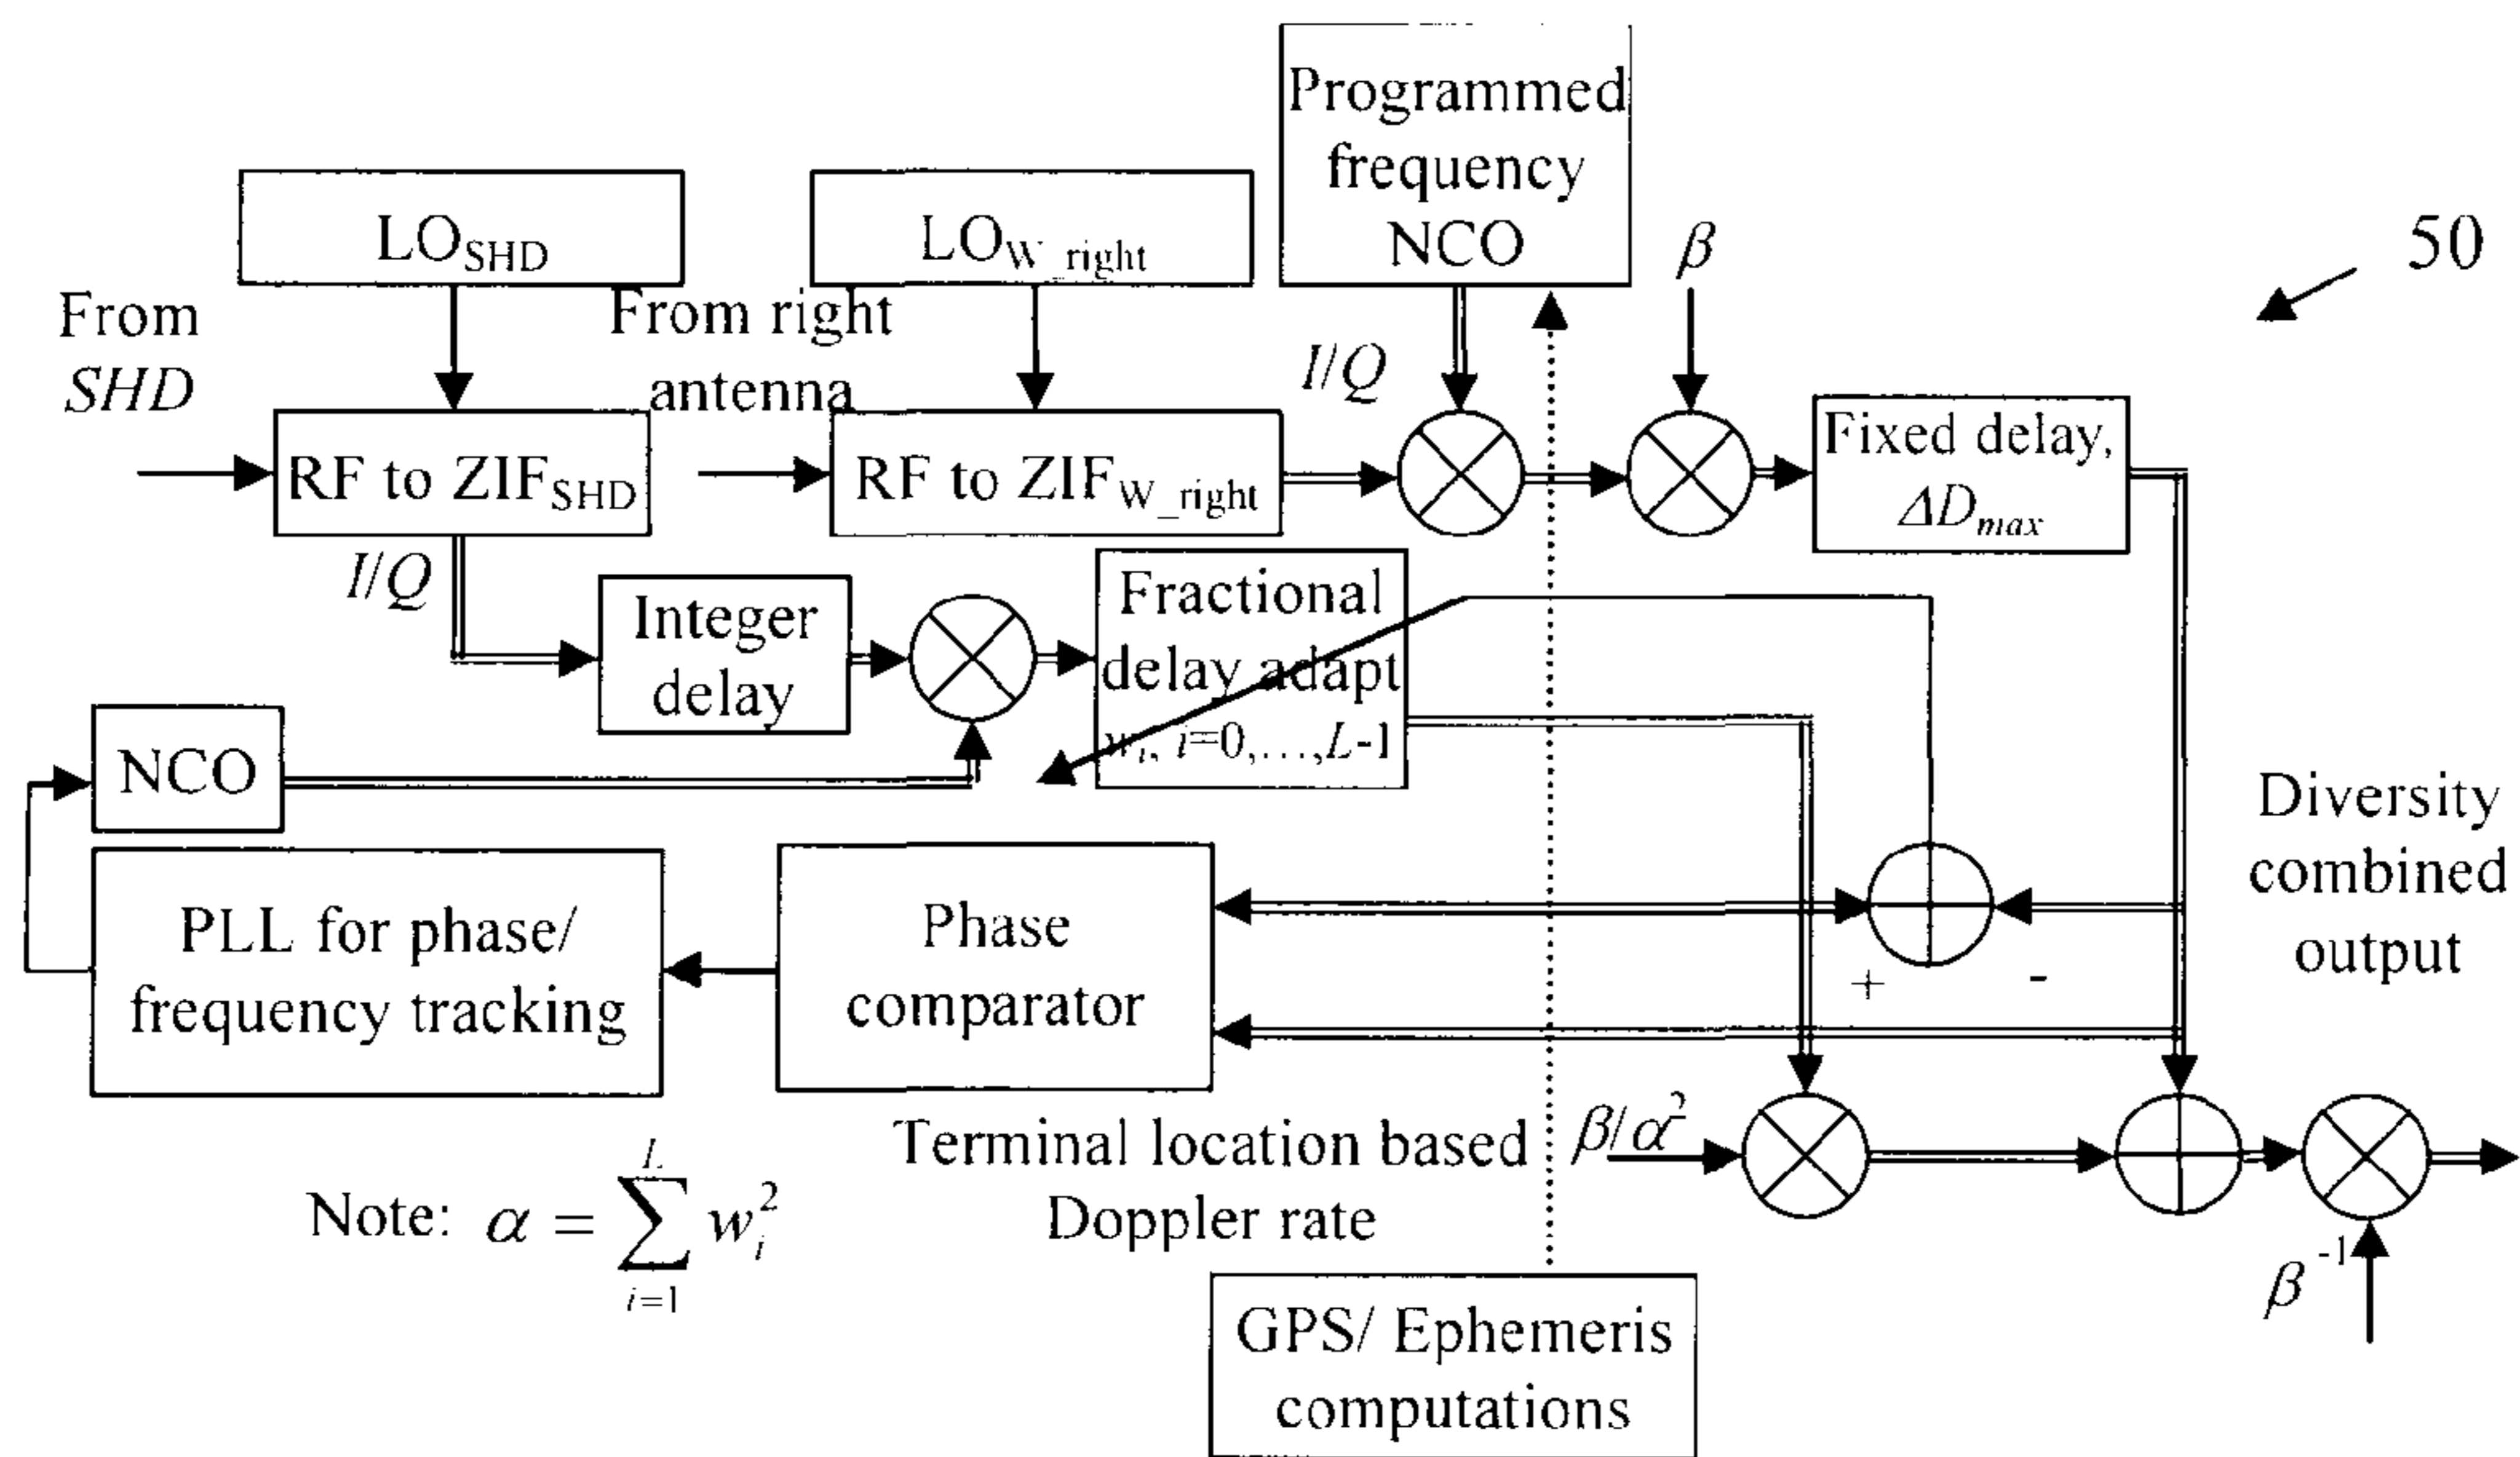 Programmed
frequency
NCO
LO_SHD
LO_W_right
β
50
From
SHD
From right
antenna
I/Q
RF to ZIF_SHD
RF to ZIF_W_right
Fixed delay,
ΔD_max
I/Q
Integer
delay
Fractional
delay adapt
w_i, i=0,...,L-1
NCO
Diversity
combined
output
PLL for phase/
frequency tracking
Phase
comparator
+
-
Terminal location based
Doppler rate
β/α²
Note: α = Σ_{i=1}^{L} w_i²
β⁻¹
GPS/ Ephemeris
computations